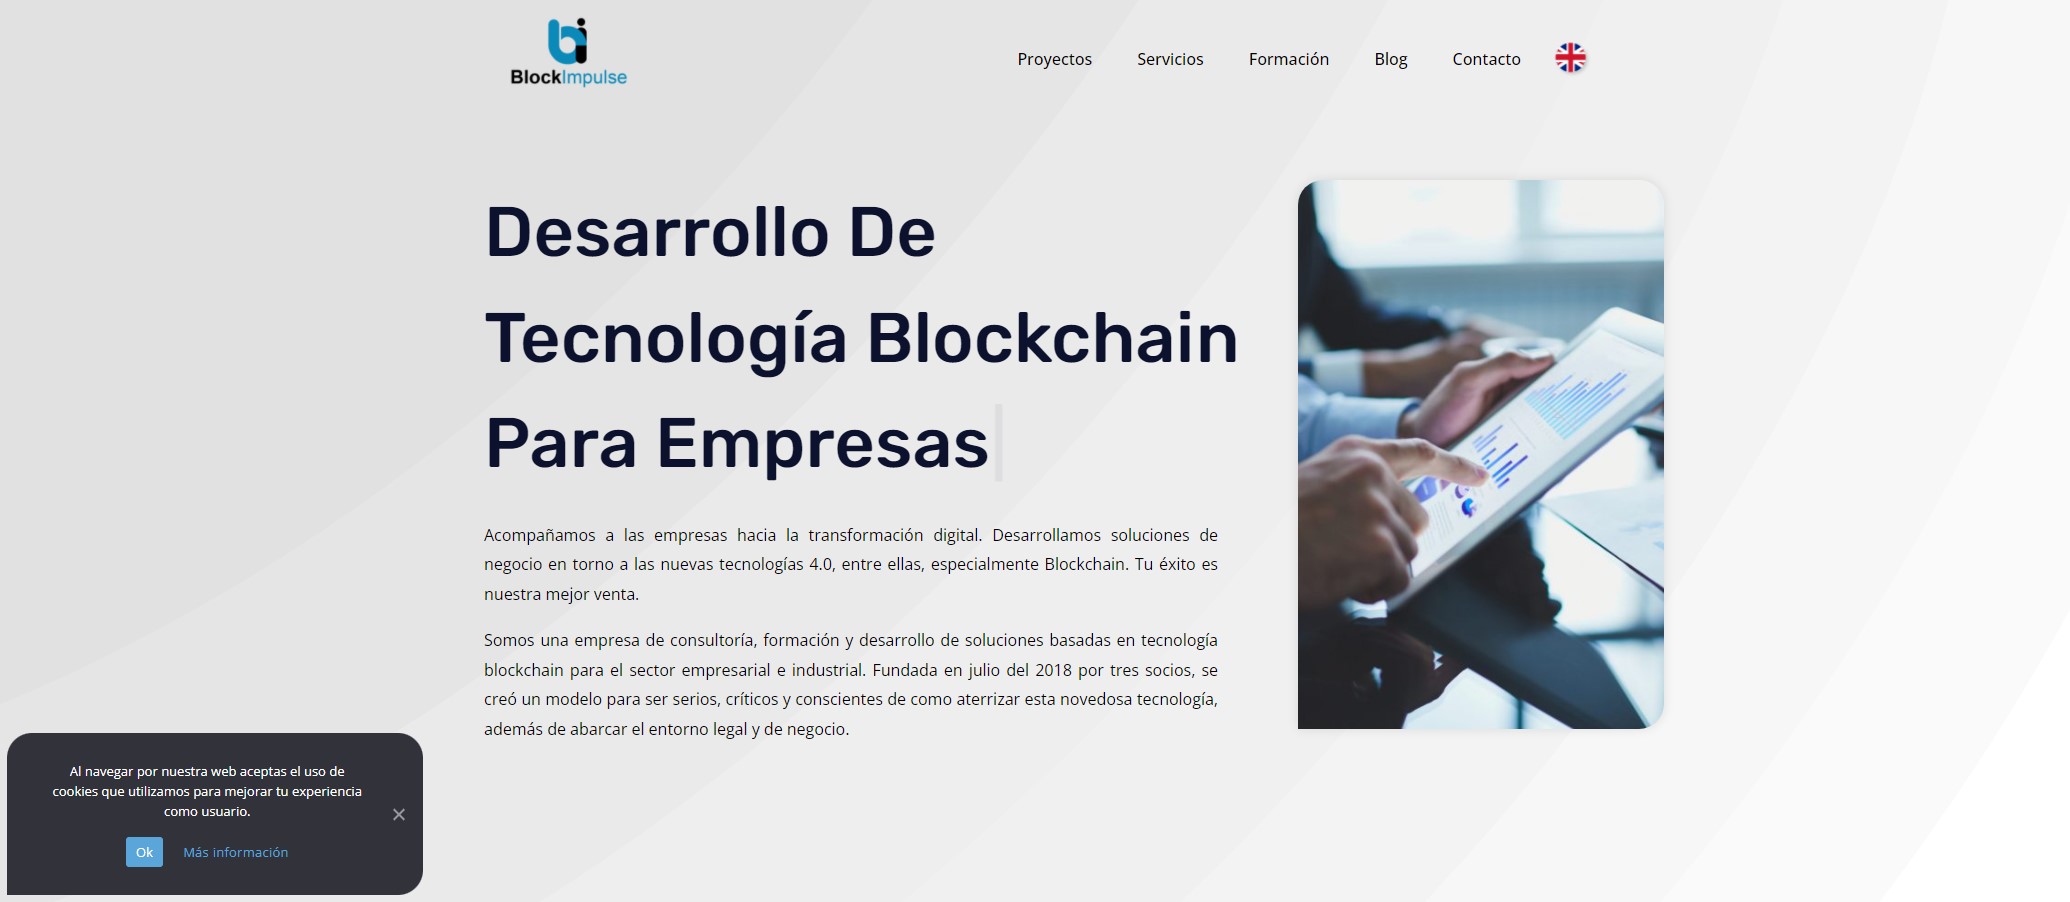 BlockImpulse
Proyectos
Servicios
Formación
Blog
Contacto
Desarrollo De
Tecnología Blockchain
Para Empresas
Acompañamos a las empresas hacia la transformación digital. Desarrollamos soluciones de
negocio en torno a las nuevas tecnologías 4.0, entre ellas, especialmente Blockchain. Tu éxito es
nuestra mejor venta.
Somos una empresa de consultoría, formación y desarrollo de soluciones basadas en tecnología
blockchain para el sector empresarial e industrial. Fundada en julio del 2018 por tres socios, se
creó un modelo para ser serios, críticos y conscientes de como aterrizar esta novedosa tecnología,
además de abarcar el entorno legal y de negocio.
Al navegar por nuestra web aceptas el uso de
cookies que utilizamos para mejorar tu experiencia
como usuario.
Ok
Más información